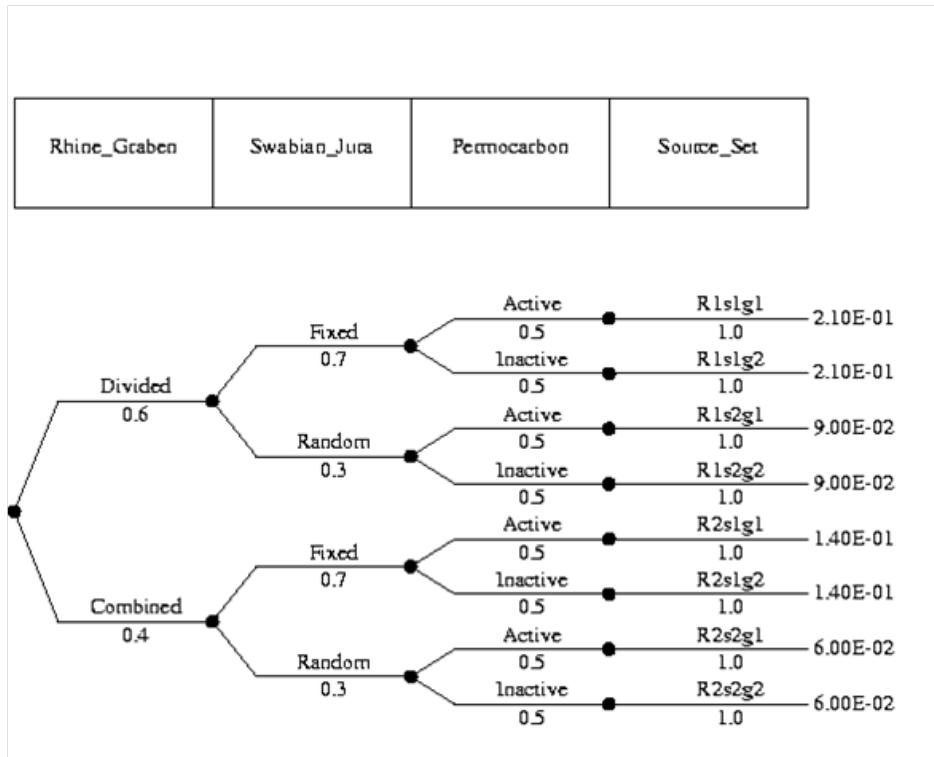 Rhine_Graben Swabian_Jura Permocarbon Source_Set
Active R1s1g1
2.10E-01
Fixed 0.5 1.0
0.7 Inactive R1s1g2
2.10E-01
Divided 0.5 1.0
0.6 Active R1s2g1
9.00E-02
Random 0.5 1.0
0.3 Inactive R1s2g2
9.00E-02
0.5 1.0
Active R2s1g1
1.40E-01
Fixed 0.5 1.0
0.7 Inactive R2s1g2
1.40E-01
Combined 0.5 1.0
0.4 Active R2s2g1
6.00E-02
Random 0.5 1.0
0.3 Inactive R2s2g2
6.00E-02
0.5 1.0